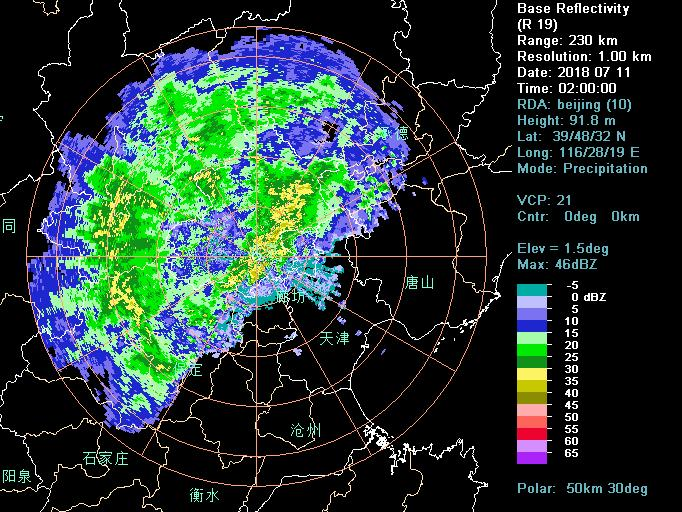 Base Reflectivity
(R 19)
Range: 230 km
Resolution: 1.00 km
Date: 2018 07 11
Time: 02:00:00
RDA: beijing (10)
Height: 91.8 m
Lat: 39/48/32 N
Long: 116/28/19 E
Mode: Precipitation
VCP: 21
Cntr: 0deg 0km
Elev = 1.5deg
Max: 46dBZ
-5
0 dBZ
5
10
15
20
25
30
35
40
45
50
55
60
65
Polar: 50km 30deg
德
同
唐山
廊坊
天津
定
沧州
石家庄
阳泉
衡水